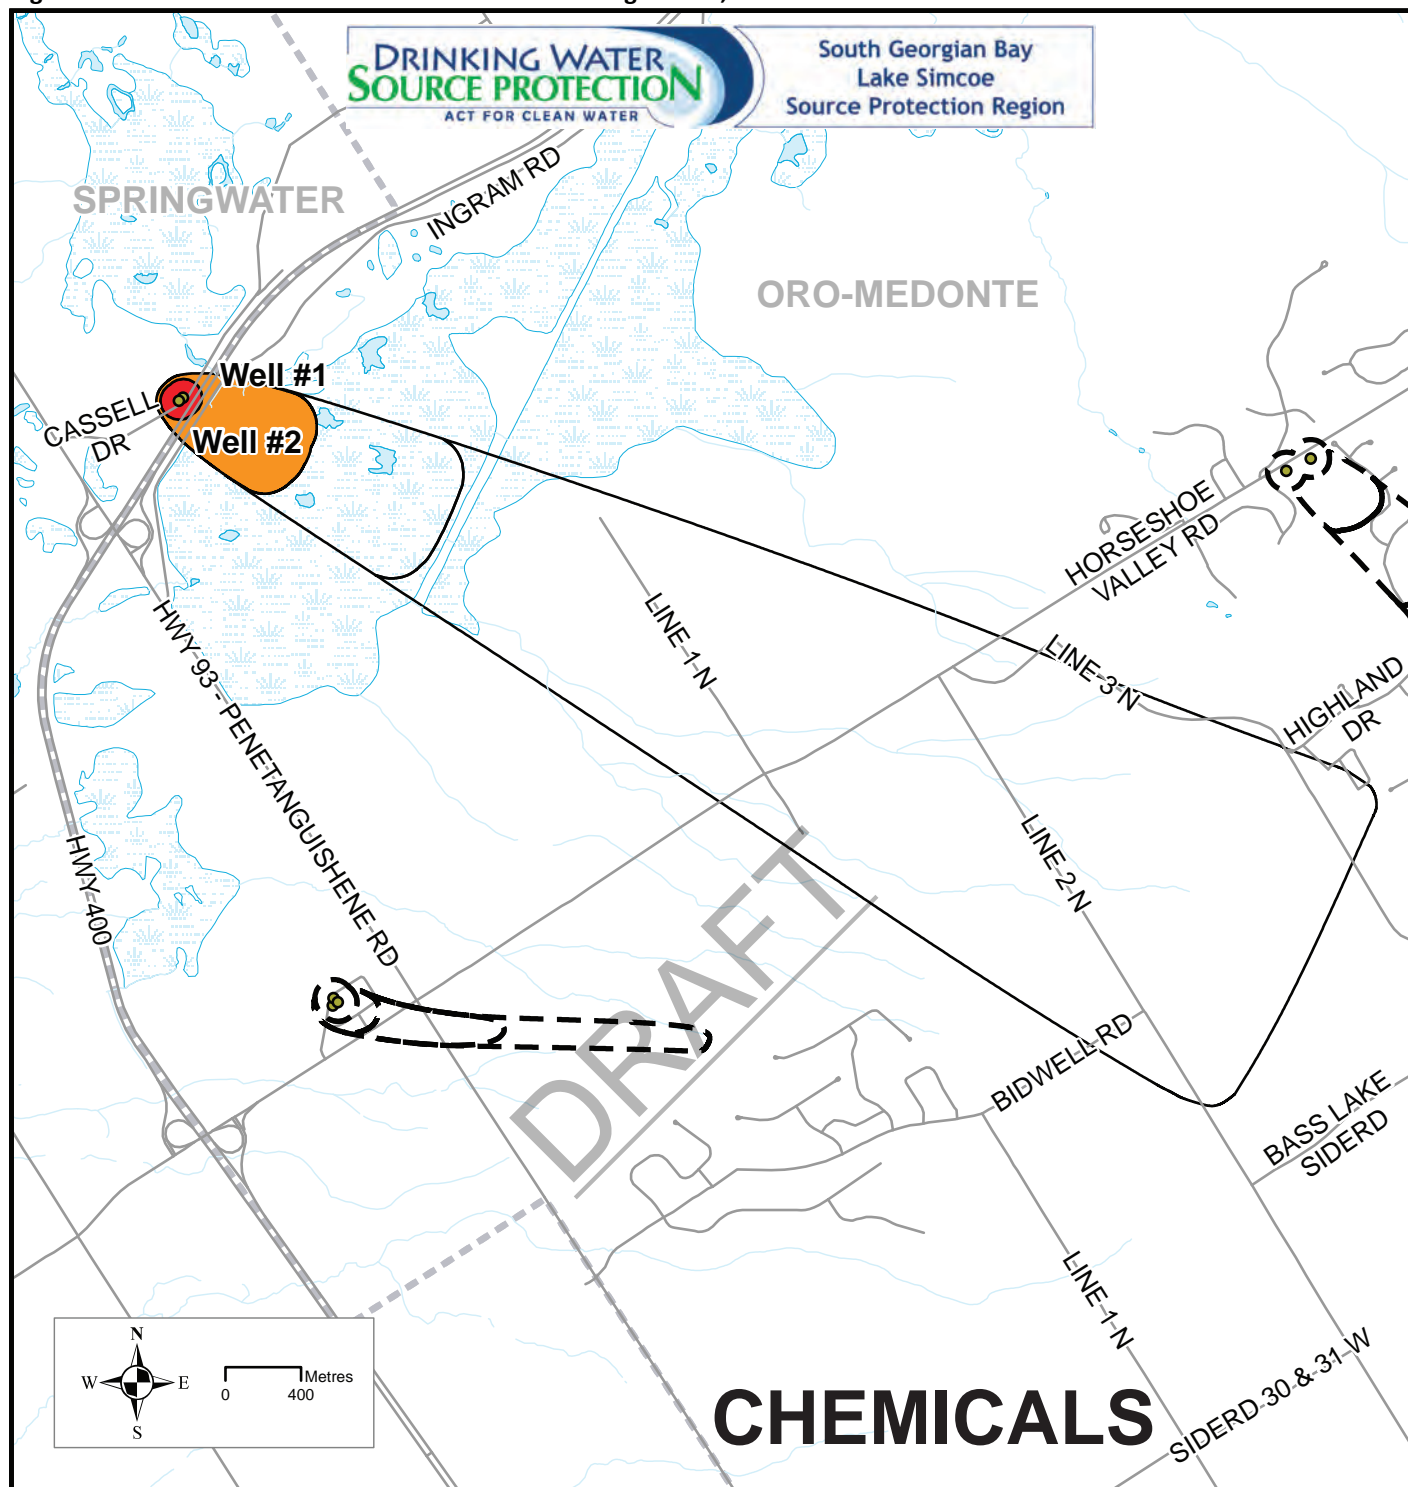 DRINKING WATER
SOURCE PROTECTION
ACT FOR CLEAN WATER
South Georgian Bay
Lake Simcoe
Source Protection Region
SPRINGWATER
INGRAM RD
ORO-MEDONTE
Well #1
CASSELL
DR
Well #2
HORSESHOE
VALLEY RD
LINE 1 N
LINE 3 N
HIGHLAND
DR
HWY 93 - PENETANGUISHENE RD
HWY 400
LINE 2 N
DRAFT
BIDWELL RD
BASS LAKE
SIDERD
LINE 1 N
SIDERD 30 & 31 W
N
W
E
S
Metres
0
400
CHEMICALS